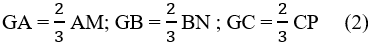 GA = 2/3 AM; GB = 2/3 BN ; GC = 2/3 CP (2)